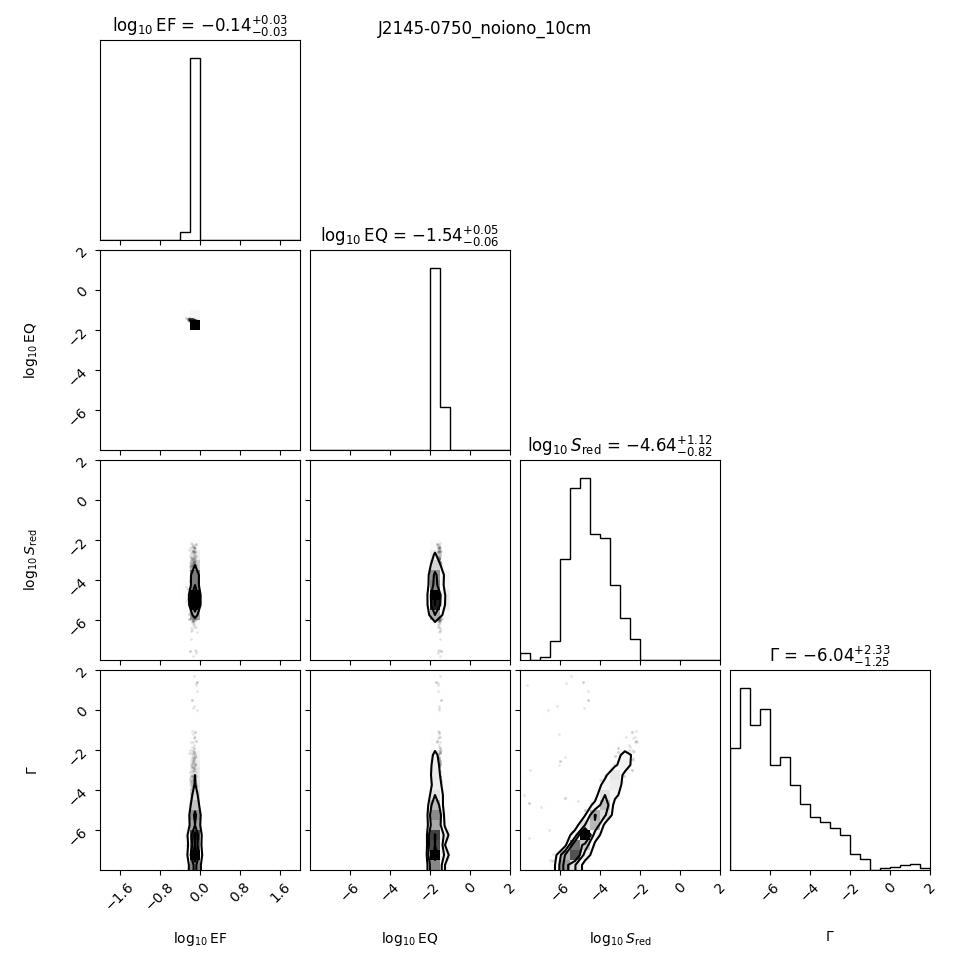 log₁₀ EF = −0.14 +0.03 −0.03
J2145-0750_noiono_10cm
log₁₀ EQ = −1.54 +0.05 −0.06
2
0
−2
−4
−6
log₁₀ EQ
log₁₀ S_red = −4.64 +1.12 −0.82
2
0
−2
−4
−6
log₁₀ S_red
Γ = −6.04 +2.33 −1.25
2
0
−2
−4
−6
Γ
−1.6 −0.8 0.0 0.8 1.6
−6 −4 −2 0 2
−6 −4 −2 0 2
−6 −4 −2 0 2
log₁₀ EF
log₁₀ EQ
log₁₀ S_red
Γ